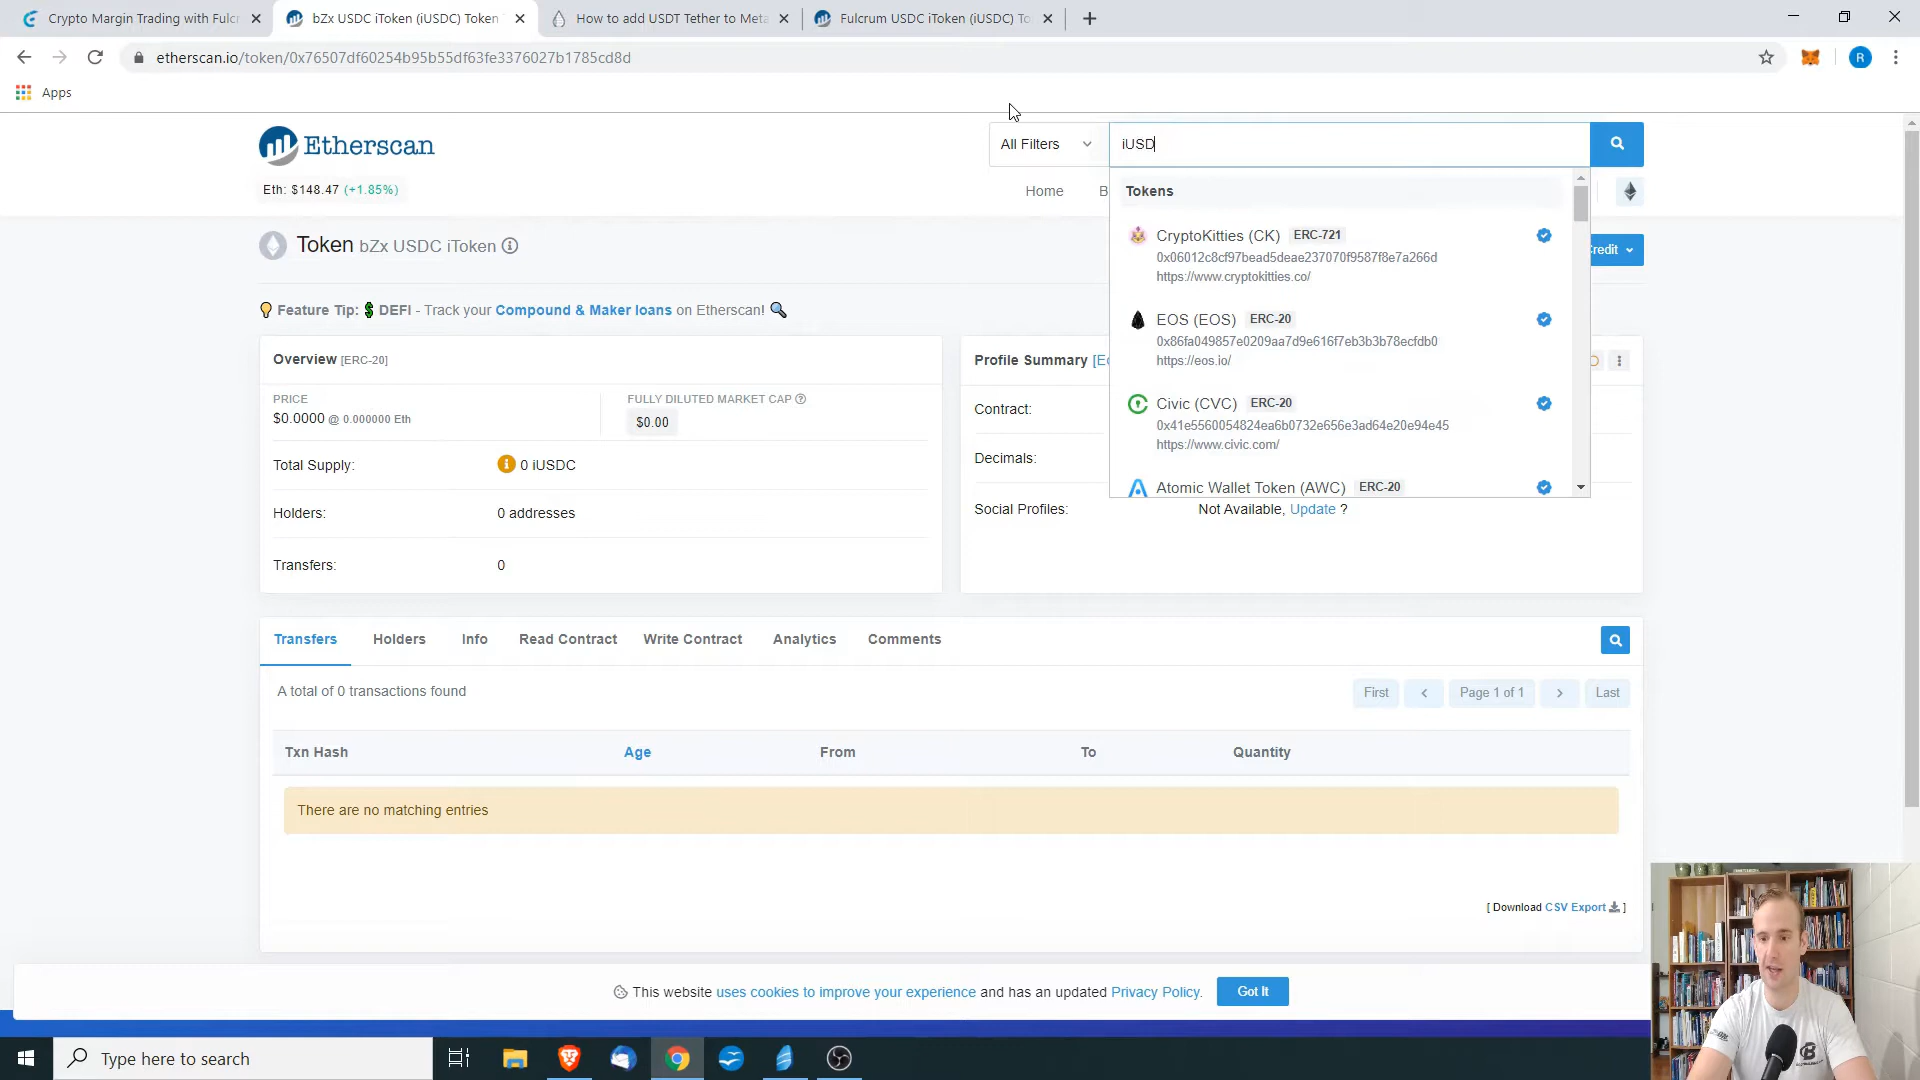 Crypto Margin Trading with Fulcr
bZx USDC iToken (iUSDC) Token
How to add USDT Tether to Meta
Fulcrum USDC iToken (iUSDC) To
etherscan.io/token/0x76507df60254b95b55df63fe3376027b1785cd8d
R
Apps
Etherscan
All Filters
iUSD
Eth: $148.47 (+1.85%)
Home
B
Tokens
CryptoKitties (CK) ERC-721
0x06012c8cf97bead5deae237070f9587f8e7a266d
https://www.cryptokitties.co/
EOS (EOS) ERC-20
0x86fa049857e0209aa7d9e616f7eb3b3b78ecfdb0
https://eos.io/
Civic (CVC) ERC-20
0x41e5560054824ea6b0732e656e3ad64e20e94e45
https://www.civic.com/
Atomic Wallet Token (AWC) ERC-20
Token bZx USDC iToken
Credit
Feature Tip: $ DEFI - Track your Compound & Maker loans on Etherscan!
Overview [ERC-20]
PRICE
$0.0000 @ 0.000000 Eth
FULLY DILUTED MARKET CAP
$0.00
Total Supply:
0 iUSDC
Holders:
0 addresses
Transfers:
0
Profile Summary [Ec
Contract:
Decimals:
Social Profiles:
Not Available, Update ?
Transfers
Holders
Info
Read Contract
Write Contract
Analytics
Comments
A total of 0 transactions found
First
Page 1 of 1
Last
Txn Hash
Age
From
To
Quantity
There are no matching entries
[ Download CSV Export ]
This website uses cookies to improve your experience and has an updated Privacy Policy.
Got It
Type here to search